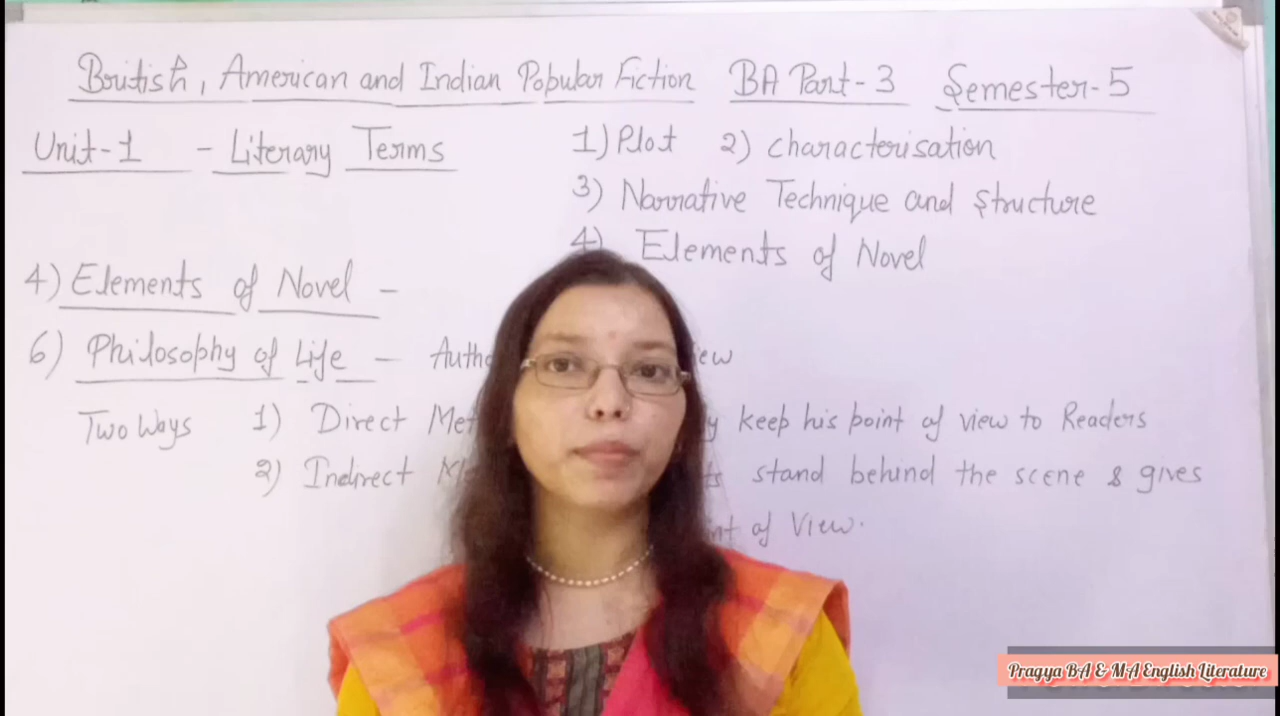 British, American and Indian Popular Fiction BA Part-3 Semester-5
Unit-1 - Literary Terms 1) Plot 2) Characterisation
3) Narrative Technique and Structure
4) Elements of Novel
4) Elements of Novel -
6) Philosophy of Life -
Two Ways 1) Direct keep his point of view to Readers
2) Indirect stand behind the scene & gives
of View.
Pragya BA & MA English Literature